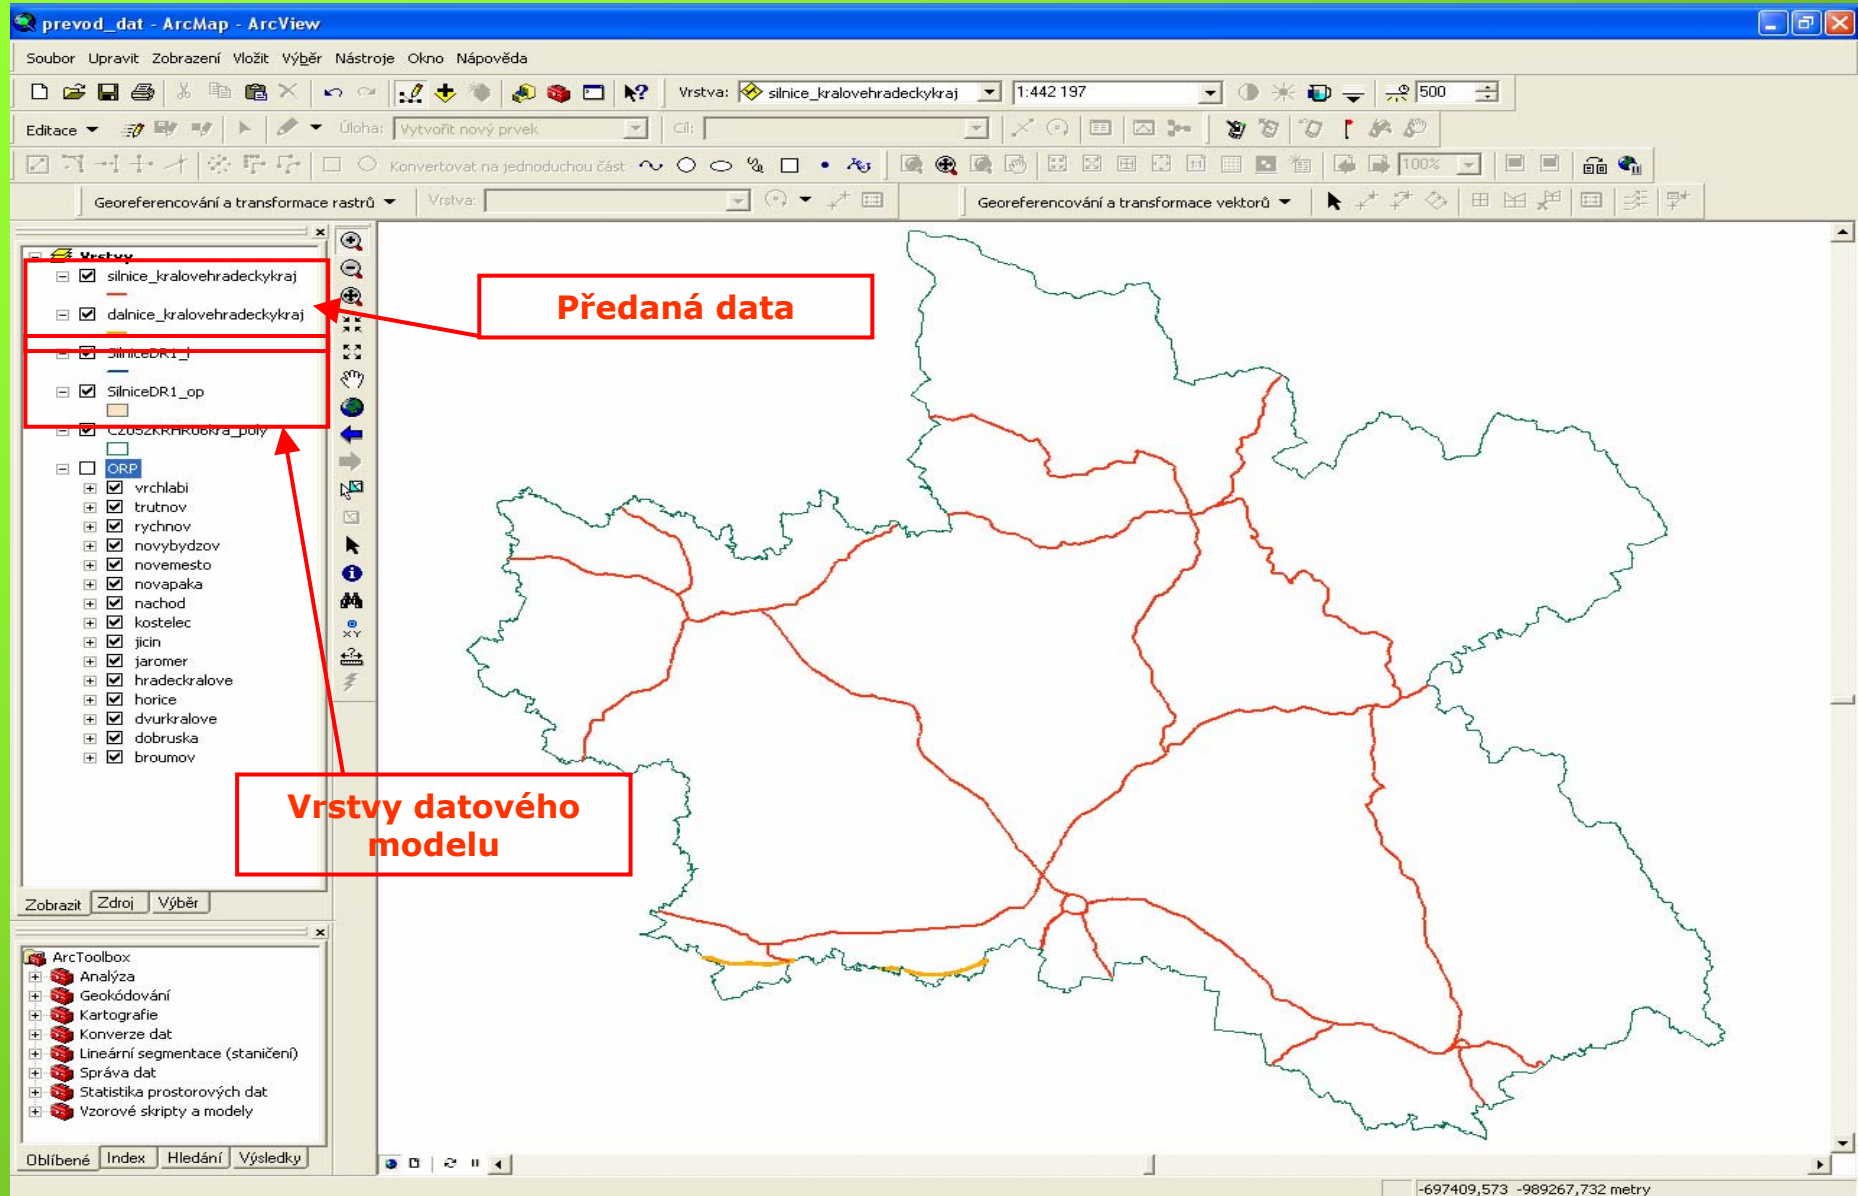 prevod_dat - ArcMap - ArcView
Soubor Upravit Zobrazení Vložit Výběr Nástroje Okno Nápověda
Vrstva: silnice_kralovehradeckykraj 1:442 197 500
Editace Úloha: Vytvořit nový prvek Cíl:
Konvertovat na jednoduchou část 100%
Georeferencování a transformace rastrů Vrstva: Georeferencování a transformace vektorů
Vrstvy
silnice_kralovehradeckykraj
dalnice_kralovehradeckykraj
SilniceDR1_l
SilniceDR1_op
CZ052KRHR06kra_poly
ORP
vrchlabi
trutnov
rychnov
novybydzov
novemesto
novapaka
nachod
kostelec
jicin
jaromer
hradeckralove
horice
dvurkralove
dobruska
broumov
Zobrazit Zdroj Výběr
Předaná data
Vrstvy datového
modelu
XY
ArcToolbox
Analýza
Geokódování
Kartografie
Konverze dat
Lineární segmentace (staničení)
Správa dat
Statistika prostorových dat
Vzorové skripty a modely
Oblíbené Index Hledání Výsledky
-697409,573 -989267,732 metry